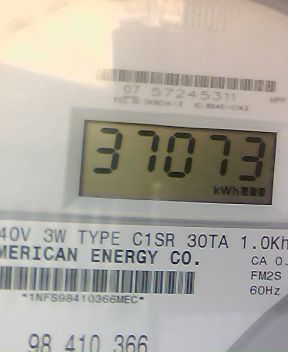 TRON
07 57245311
37073
kWh
40V 3W TYPE C1SR 30TA 1.0Kh
MERICAN ENERGY CO.
CA 0.
FM2S
60Hz
*1NFS98410366MEC*
98 410 366